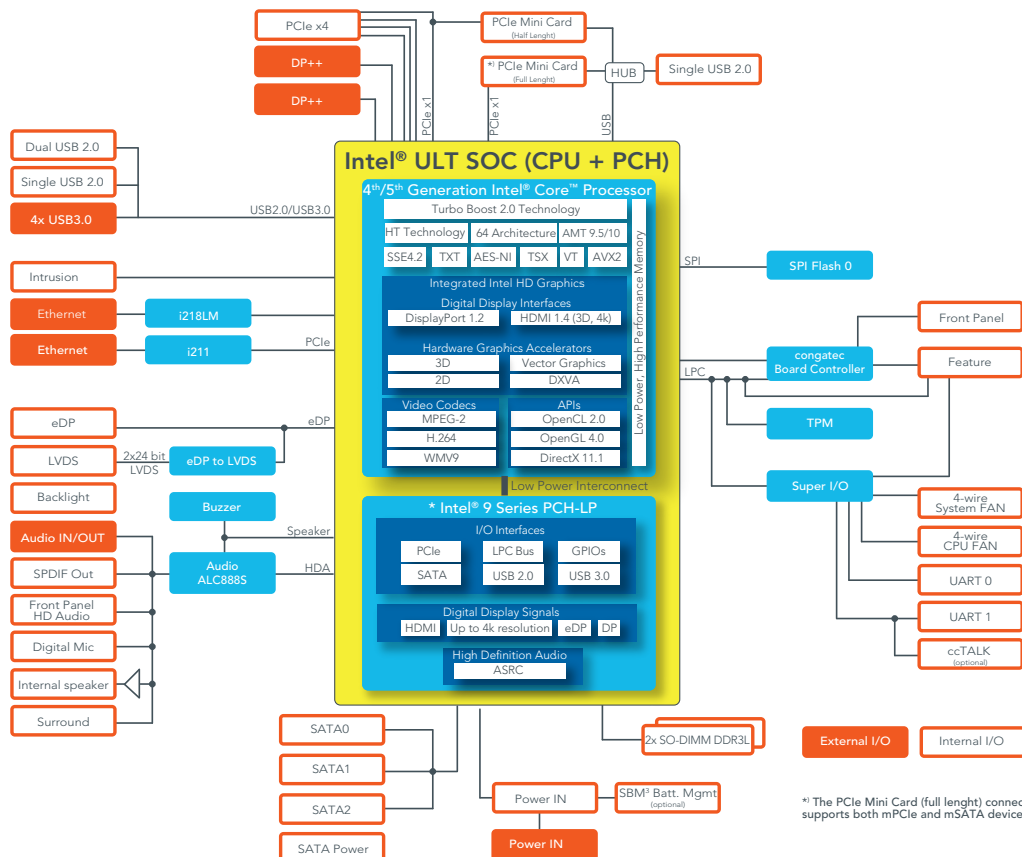 PCIe x4
PCIe Mini Card
(Half Lenght)
DP++
*) PCIe Mini Card
(Full Lenght)
HUB
Single USB 2.0
DP++
PCIe x1
PCIe x1
USB
Intel® ULT SOC (CPU + PCH)
4th/5th Generation Intel® Core™ Processor
Turbo Boost 2.0 Technology
HT Technology
64 Architecture
AMT 9.5/10
SSE4.2
TXT
AES-NI
TSX
VT
AVX2
Low Power, High Performance Memory
Integrated Intel HD Graphics
Digital Display Interfaces
DisplayPort 1.2
HDMI 1.4 (3D, 4k)
Hardware Graphics Accelerators
3D
Vector Graphics
2D
DXVA
Video Codecs
MPEG-2
H.264
WMV9
APIs
OpenCL 2.0
OpenGL 4.0
DirectX 11.1
Low Power Interconnect
* Intel® 9 Series PCH-LP
I/O Interfaces
PCIe
LPC Bus
GPIOs
SATA
USB 2.0
USB 3.0
Digital Display Signals
HDMI
Up to 4k resolution
eDP
DP
High Definition Audio
ASRC
Dual USB 2.0
Single USB 2.0
4x USB3.0
USB2.0/USB3.0
Intrusion
Ethernet
i218LM
Ethernet
i211
PCIe
eDP
eDP
LVDS
2x24 bit
LVDS
eDP to LVDS
Backlight
Buzzer
Speaker
Audio IN/OUT
SPDIF Out
Audio
ALC888S
HDA
Front Panel
HD Audio
Digital Mic
Internal speaker
Surround
SPI
SPI Flash 0
Front Panel
congatec
Board Controller
Feature
LPC
TPM
Super I/O
4-wire
System FAN
4-wire
CPU FAN
UART 0
UART 1
ccTALK
(optional)
SATA0
SATA1
SATA2
SATA Power
2x SO-DIMM DDR3L
Power IN
SBM³ Batt. Mgmt
(optional)
Power IN
External I/O
Internal I/O
*) The PCIe Mini Card (full lenght) connec
supports both mPCIe and mSATA device